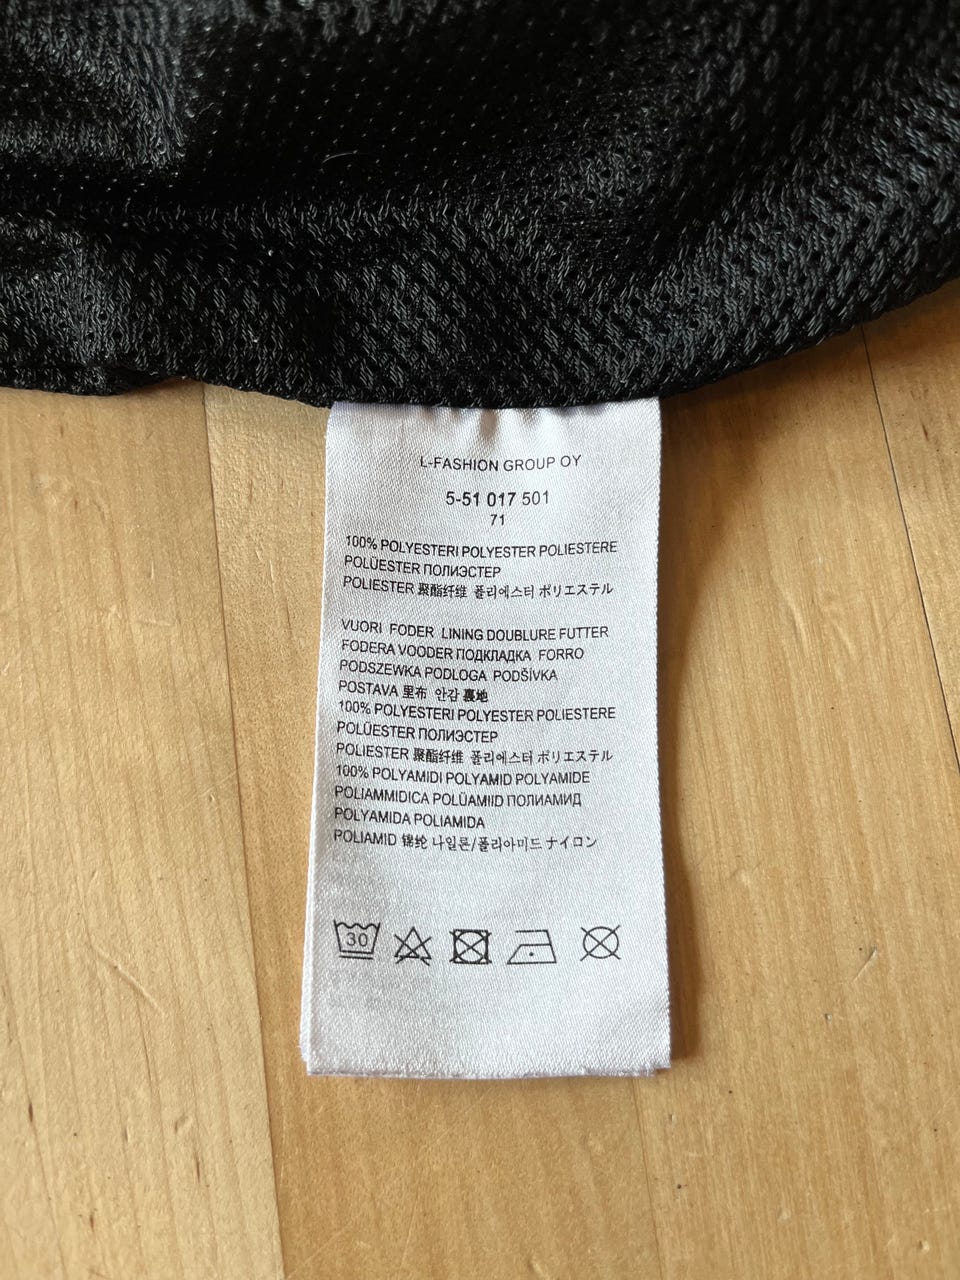 L-FASHION GROUP OY
5-51 017 501
71
100% POLYESTERI POLYESTER POLIESTERE
POLÜESTER ПОЛИЭСТЕР
POLIESTER 聚酯纤维 폴리에스터 ポリエステル
VUORI FODER LINING DOUBLURE FUTTER
FODERA VOODER ПОДКЛАДКА FORRO
PODSZEWKA PODLOGA PODŠÍVKA
POSTAVA 里布 안감 裏地
100% POLYESTERI POLYESTER POLIESTERE
POLÜESTER ПОЛИЭСТЕР
POLIESTER 聚酯纤维 폴리에스터 ポリエステル
100% POLYAMIDI POLYAMID POLYAMIDE
POLIAMMIDICA POLÜAMIID ПОЛИАМИД
POLYAMIDA POLIAMIDA
POLIAMID 锦纶 나일론/폴리아미드 ナイロン
30